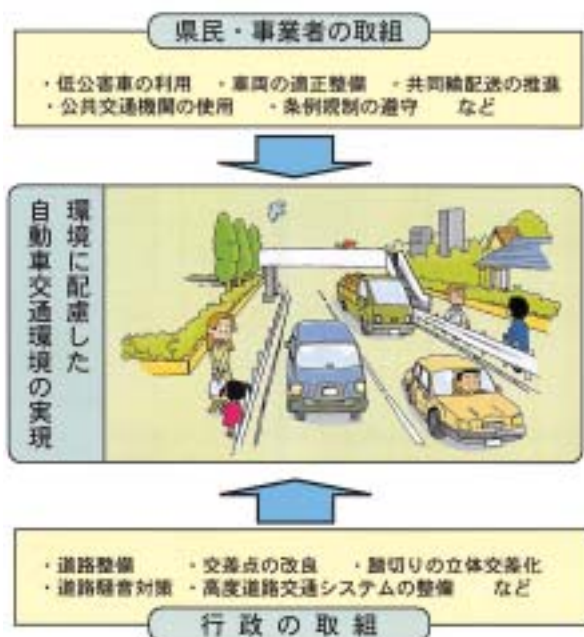 県民・事業者の取組
・低公害車の利用 ・車両の適正整備 ・共同輸配送の推進
・公共交通機関の使用 ・条例規制の遵守 など
環境に配慮した
自動車交通環境の実現
・道路整備 ・交差点の改良 ・踏切りの立体交差化
・道路騒音対策 ・高度道路交通システムの整備 など
行政の取組